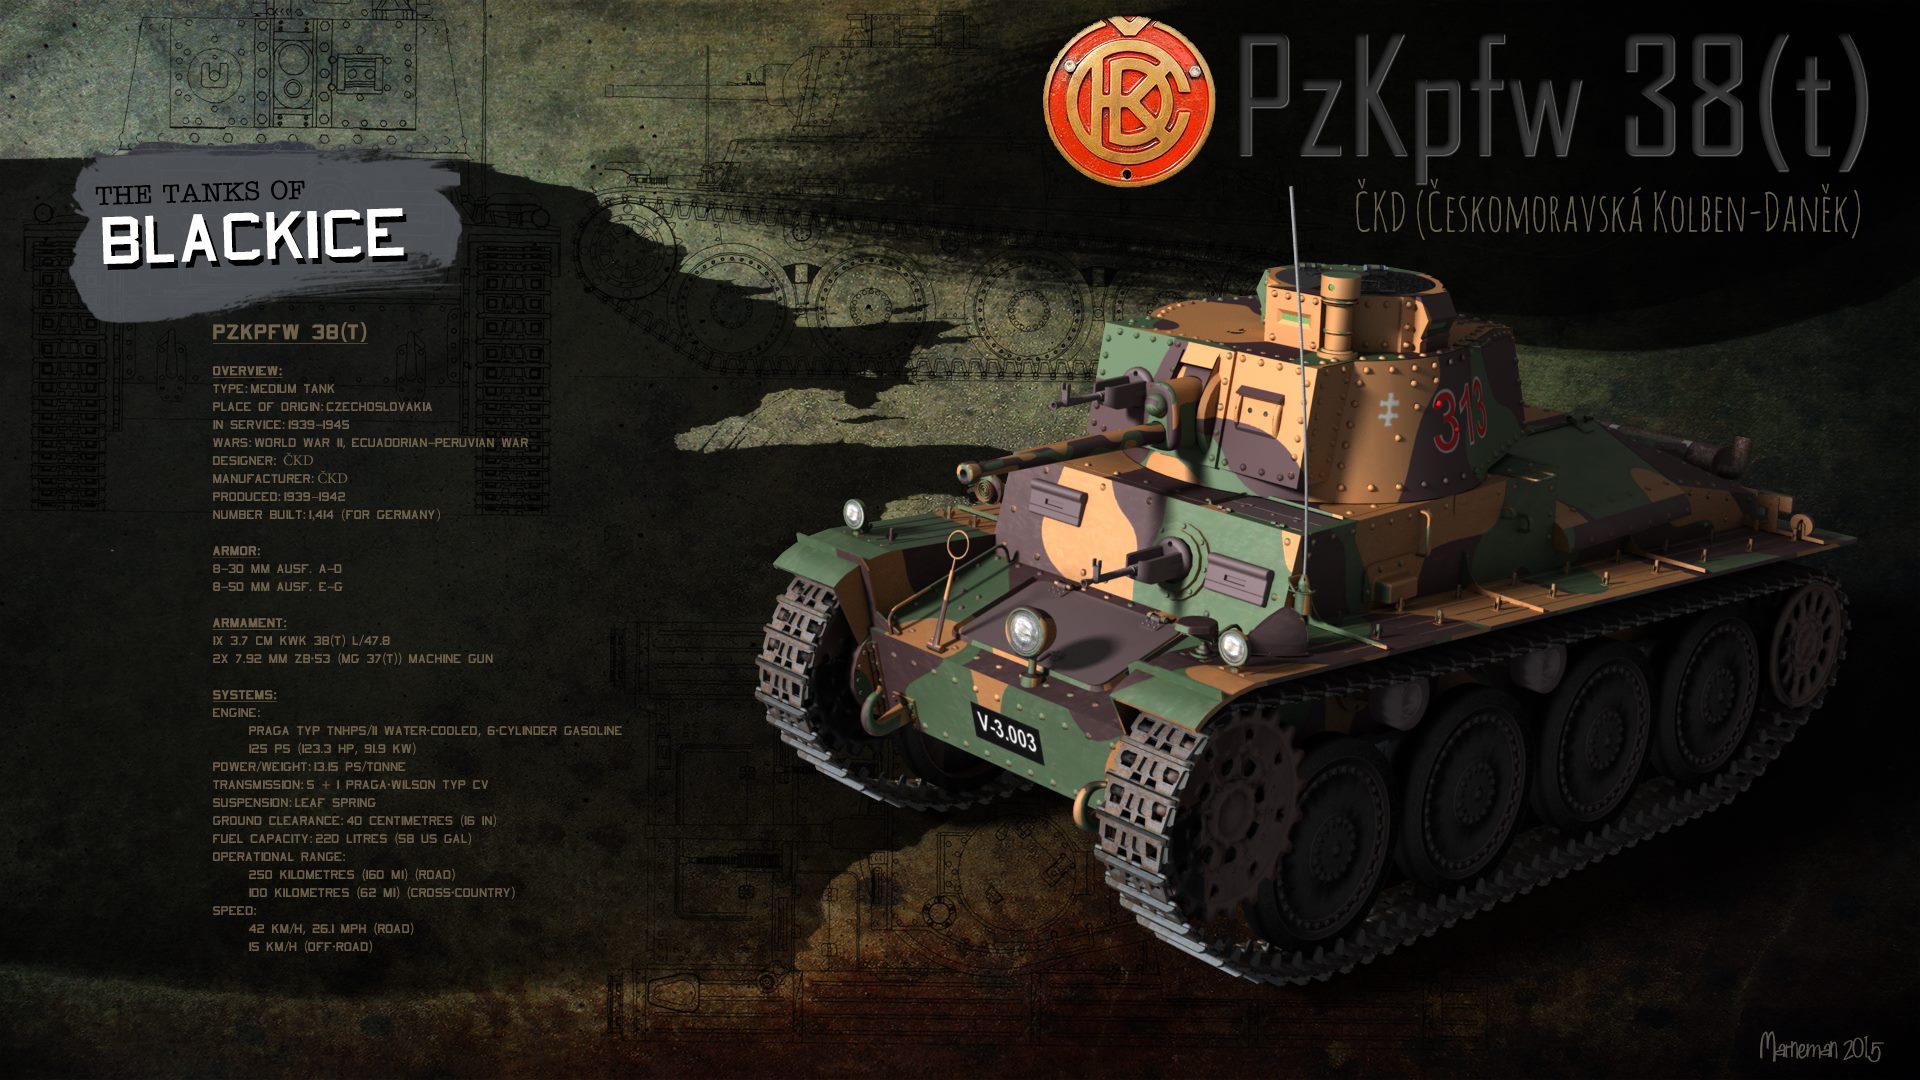 PzKpfw 38(t)
ČKD (Českomoravská Kolben-Daněk)
THE TANKS OF
BLACKICE
PZKPFW 38(T)
OVERVIEW:
TYPE: MEDIUM TANK
PLACE OF ORIGIN: CZECHOSLOVAKIA
IN SERVICE: 1939-1945
WARS: WORLD WAR II, ECUADORIAN-PERUVIAN WAR
DESIGNER: ČKD
MANUFACTURER: ČKD
PRODUCED: 1939-1942
NUMBER BUILT: 1,414 (FOR GERMANY)
ARMOR:
8-30 MM AUSF. A-D
8-50 MM AUSF. E-G
ARMAMENT:
1X 3.7 CM KWK 38(T) L/47.8
2X 7.92 MM ZB-53 (MG 37(T)) MACHINE GUN
SYSTEMS:
ENGINE:
PRAGA TYP TNHPS/II WATER-COOLED, 6-CYLINDER GASOLINE
125 PS (123.3 HP, 91.9 KW)
POWER/WEIGHT: 13.15 PS/TONNE
TRANSMISSION: 5 + 1 PRAGA-WILSON TYP CV
SUSPENSION: LEAF SPRING
GROUND CLEARANCE: 40 CENTIMETRES (16 IN)
FUEL CAPACITY: 220 LITRES (58 US GAL)
OPERATIONAL RANGE:
250 KILOMETRES (160 MI) (ROAD)
100 KILOMETRES (62 MI) (CROSS-COUNTRY)
SPEED:
42 KM/H, 26.1 MPH (ROAD)
15 KM/H (OFF-ROAD)
313
V-3.003
ČKD
Marneman 2015